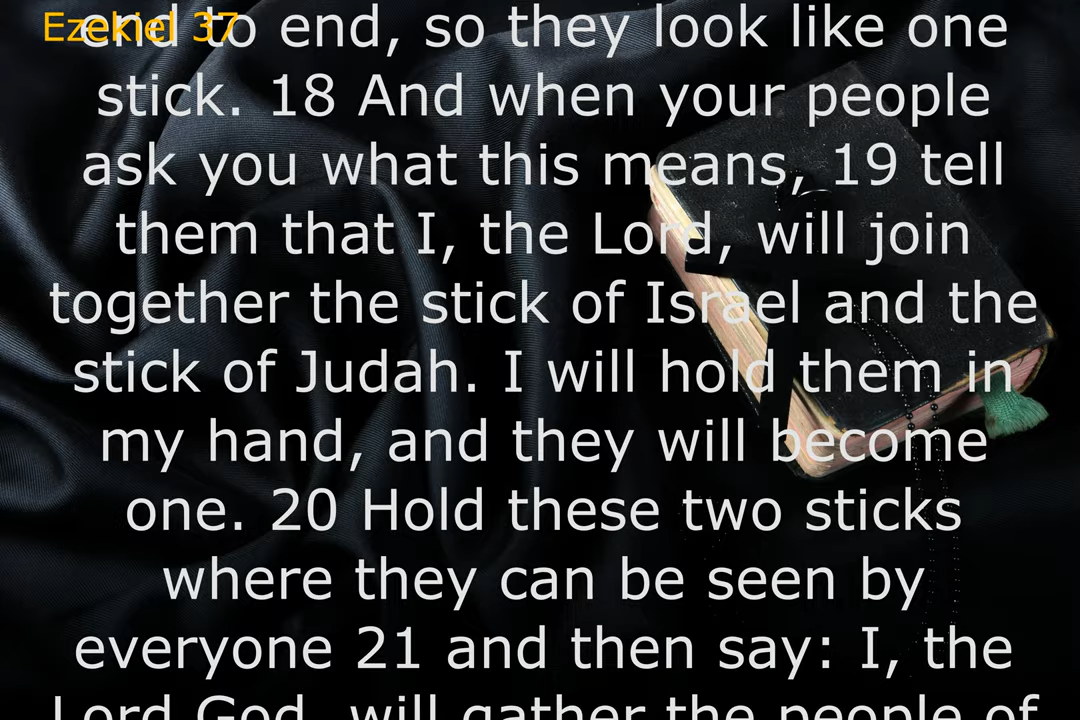 Ezekiel 37
end to end, so they look like one
stick. 18 And when your people
ask you what this means, 19 tell
them that I, the Lord, will join
together the stick of Israel and the
stick of Judah. I will hold them in
my hand, and they will become
one. 20 Hold these two sticks
where they can be seen by
everyone 21 and then say: I, the
Lord God, will gather the people of